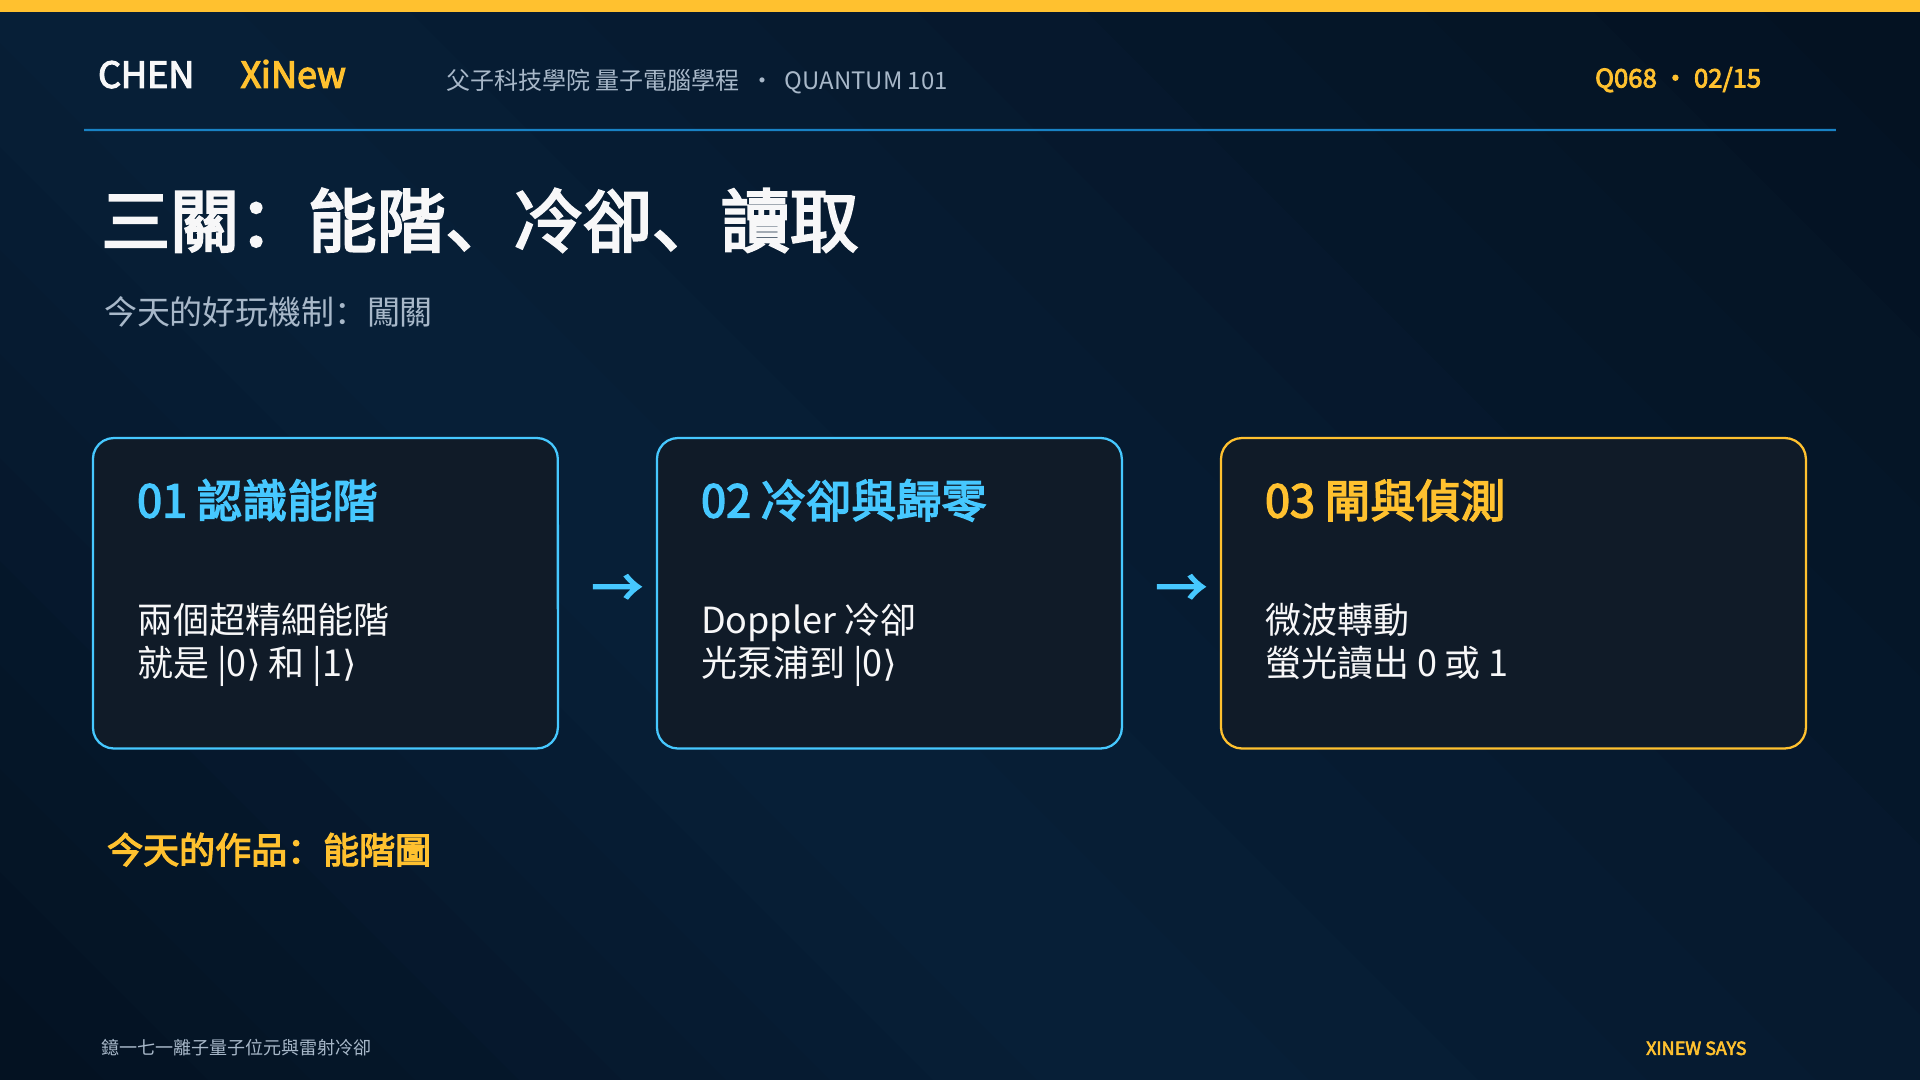 CHEN XiNew 父子科技學院 量子電腦學程 · QUANTUM 101 Q068 · 02/15
三關：能階、冷卻、讀取
今天的好玩機制：闖關
01 認識能階
兩個超精細能階
就是 |0⟩ 和 |1⟩
→
02 冷卻與歸零
Doppler 冷卻
光泵浦到 |0⟩
→
03 閘與偵測
微波轉動
螢光讀出 0 或 1
今天的作品：能階圖
鐿一七一離子量子位元與雷射冷卻
XINEW SAYS